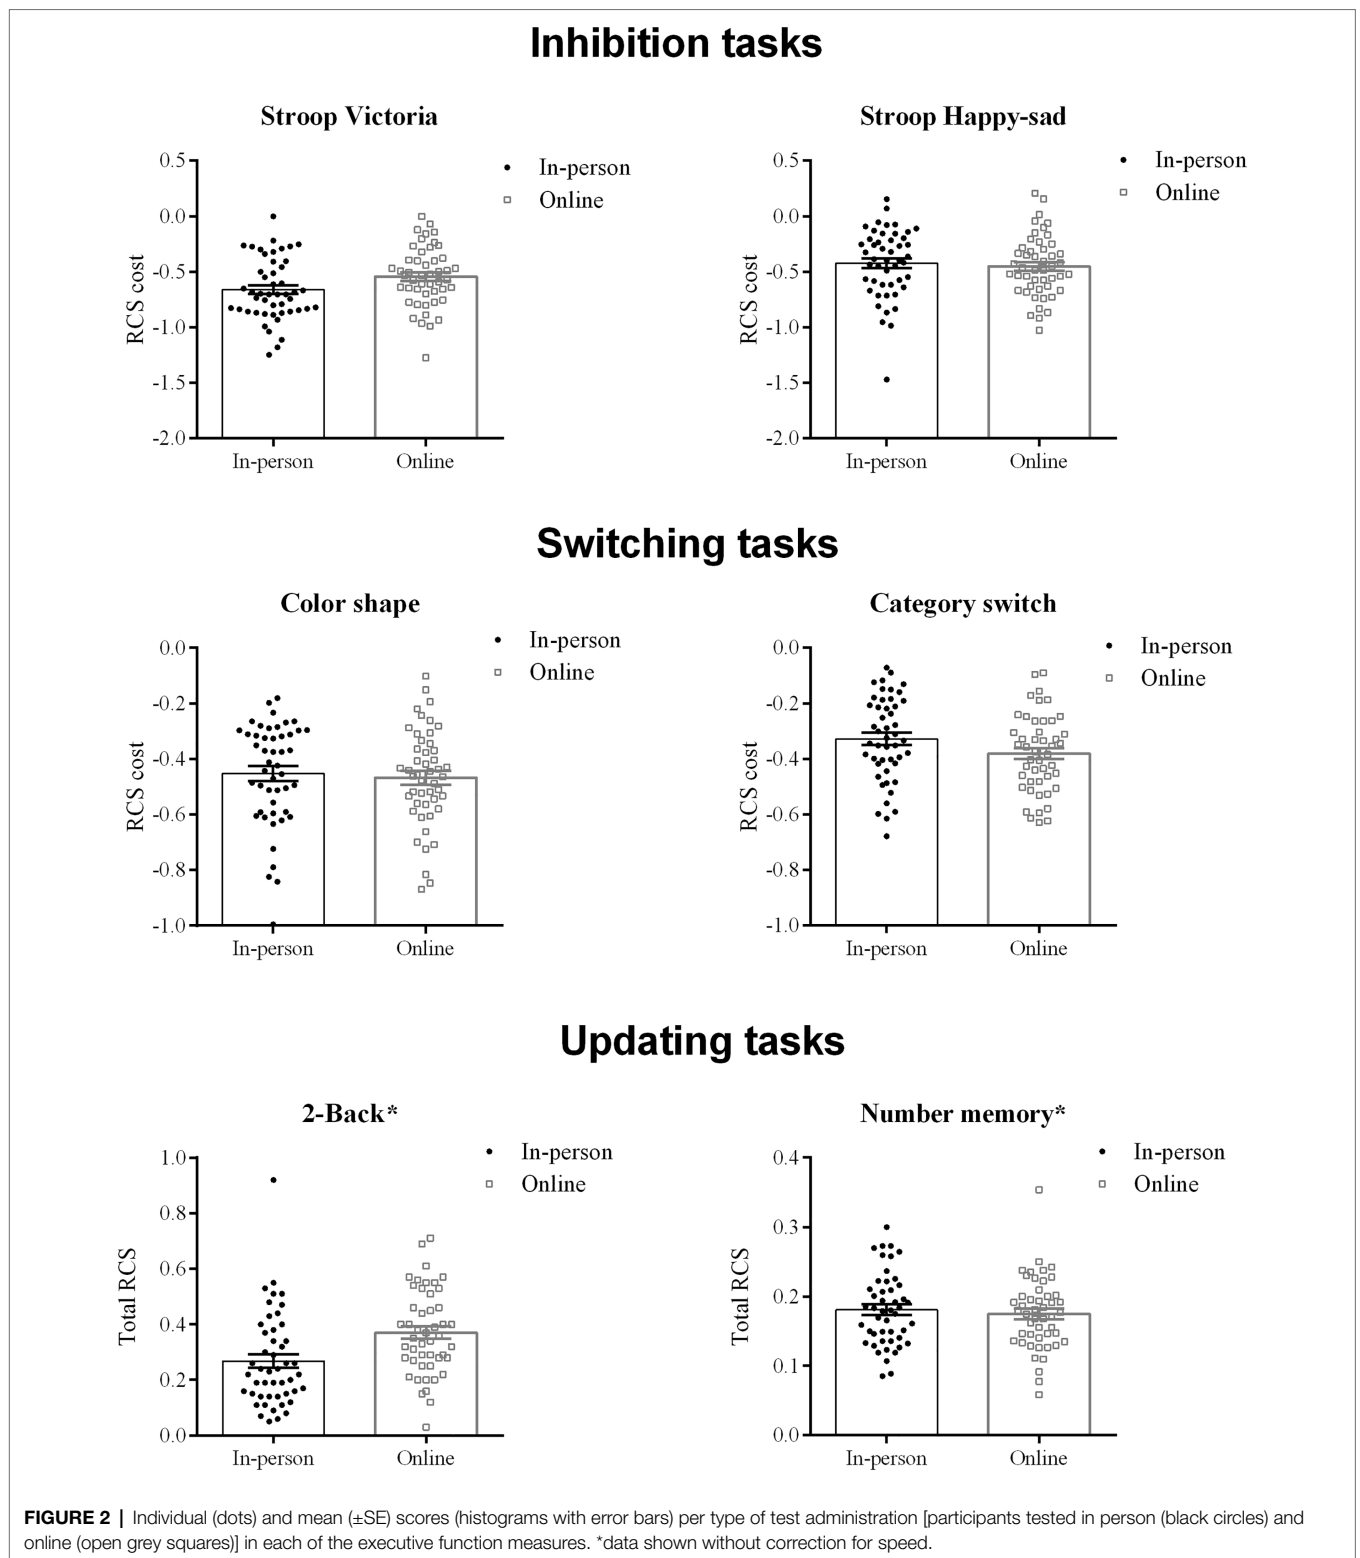 Inhibition tasks
Stroop Victoria
Stroop Happy-sad
In-person
Online
In-person
Online
RCS cost
0.5
0.0
-0.5
-1.0
-1.5
-2.0
In-person
Online
RCS cost
0.5
0.0
-0.5
-1.0
-1.5
-2.0
In-person
Online
Switching tasks
Color shape
Category switch
In-person
Online
In-person
Online
RCS cost
0.0
-0.2
-0.4
-0.6
-0.8
-1.0
In-person
Online
RCS cost
0.0
-0.2
-0.4
-0.6
-0.8
-1.0
In-person
Online
Updating tasks
2-Back*
Number memory*
In-person
Online
In-person
Online
Total RCS
1.0
0.8
0.6
0.4
0.2
0.0
In-person
Online
Total RCS
0.4
0.3
0.2
0.1
0.0
In-person
Online
FIGURE 2 | Individual (dots) and mean (±SE) scores (histograms with error bars) per type of test administration [participants tested in person (black circles) and
online (open grey squares)] in each of the executive function measures. *data shown without correction for speed.